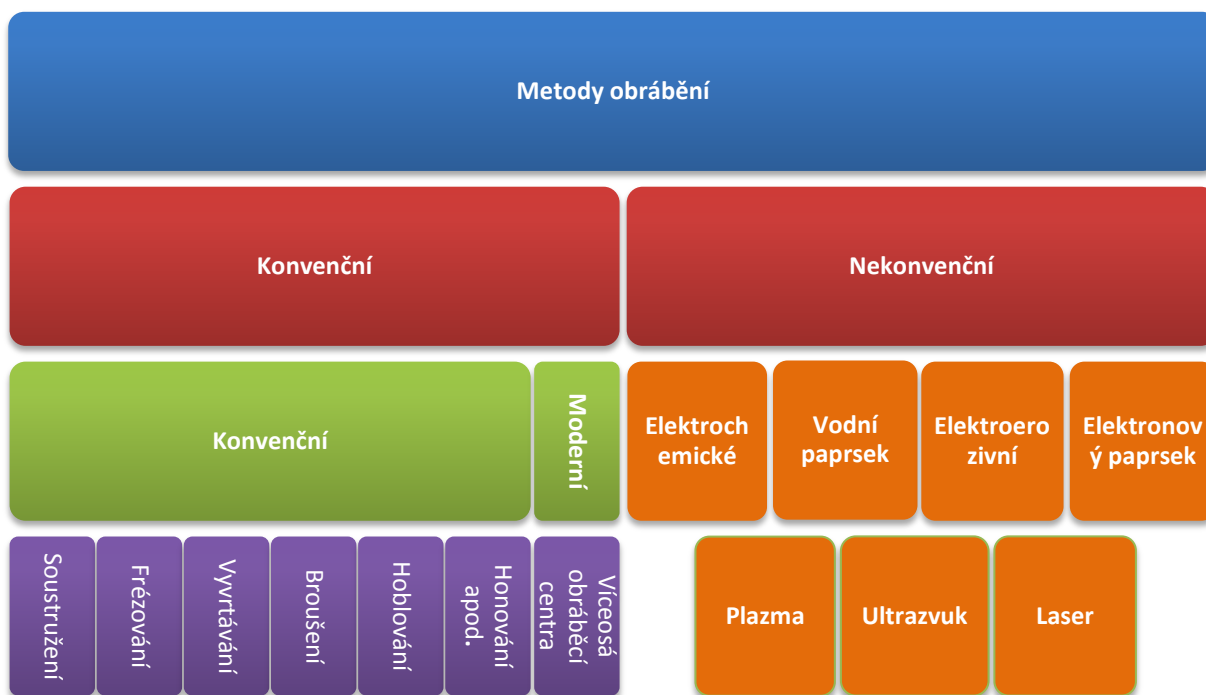 Metody obrábění
Konvenční
Nekonvenční
Konvenční
Moderní
Elektroch
emické
Vodní
paprsek
Elektroero
zivní
Elektronov
ý paprsek
Soustružení
Frézování
Vyvrtávání
Broušení
Hoblování
Honování
apod.
Víceosá
obráběcí
centra
Plazma
Ultrazvuk
Laser